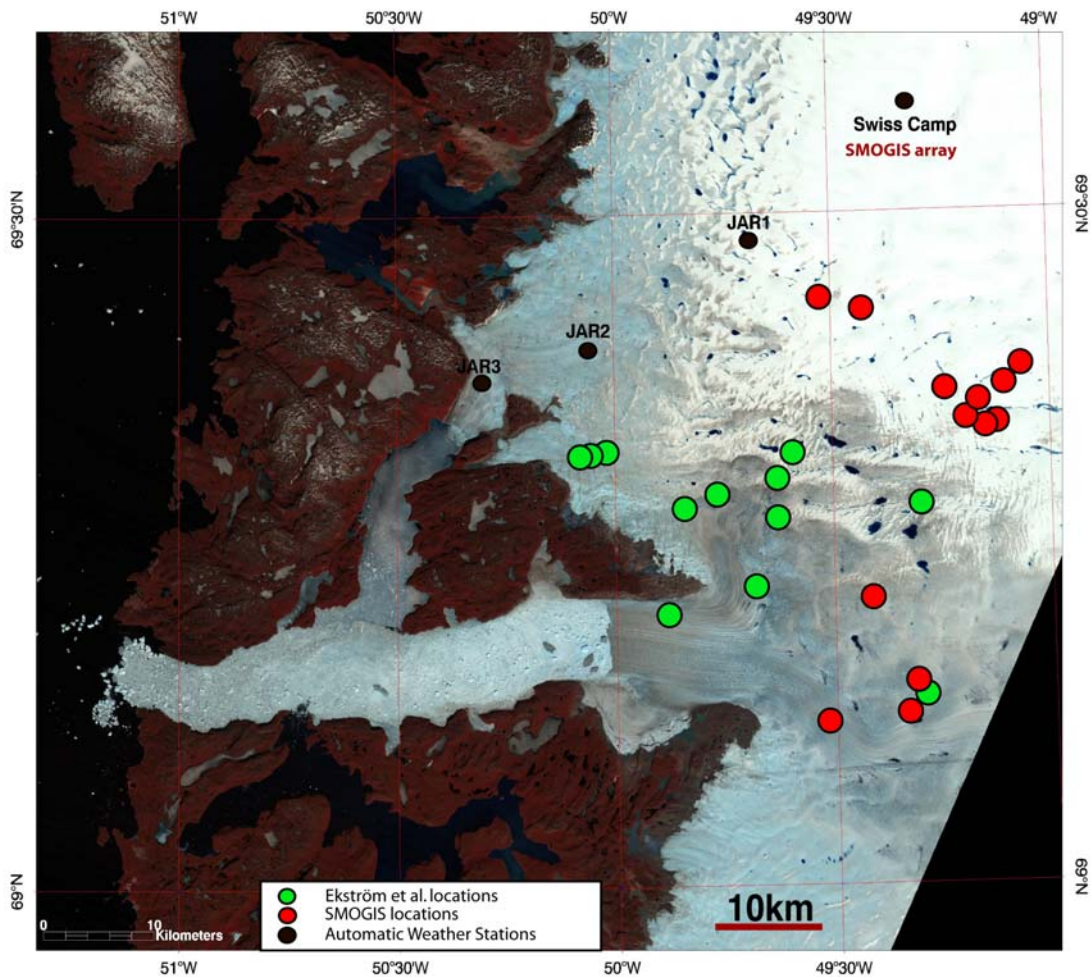 51°W 50°30'W 50°W 49°30'W 49°W
Swiss Camp
SMOGIS array
69°30'N
69°30'N
JAR1
JAR2
JAR3
69°N
69°N
Ekström et al. locations
SMOGIS locations
Automatic Weather Stations
0 10
Kilometers
10km
51°W 50°30'W 50°W 49°30'W